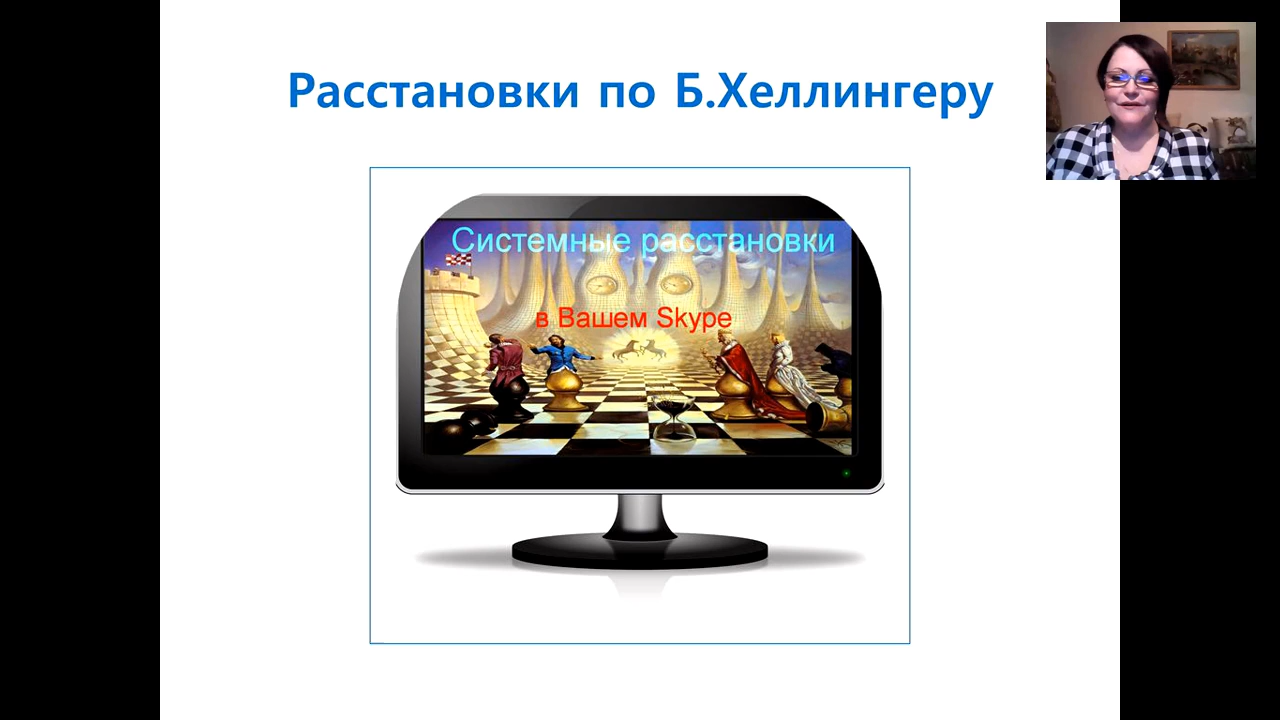 Расстановки по Б.Хеллингеру
Системные расстановки
в Вашем Skype